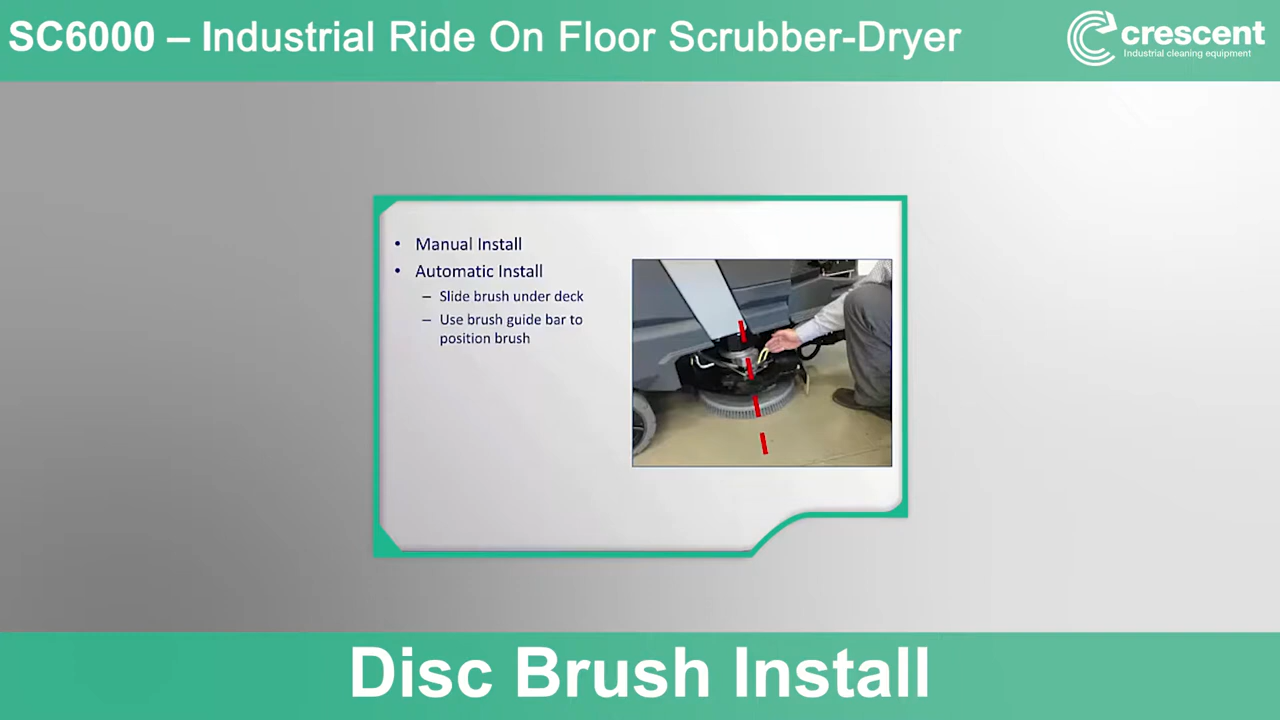 SC6000 – Industrial Ride On Floor Scrubber-Dryer
crescent
Industrial cleaning equipment
• Manual Install
• Automatic Install
– Slide brush under deck
– Use brush guide bar to
position brush
Disc Brush Install